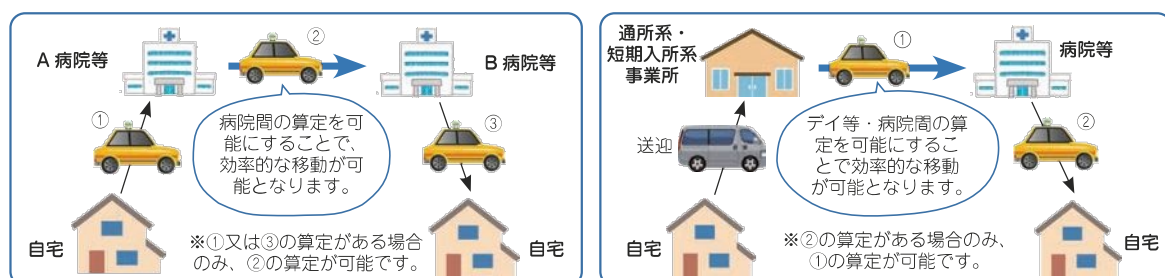 A 病院等
②
B 病院等
①
病院間の算定を可
能にすることで、
効率的な移動が可
能となります。
③
自宅
※①又は③の算定がある場合
のみ、②の算定が可能です。
自宅
通所系・
短期入所系
事業所
①
病院等
送迎
デイ等・病院間の算
定を可能にするこ
とで効率的な移動
が可能となります。
②
自宅
※②の算定がある場合のみ、
①の算定が可能です。
自宅